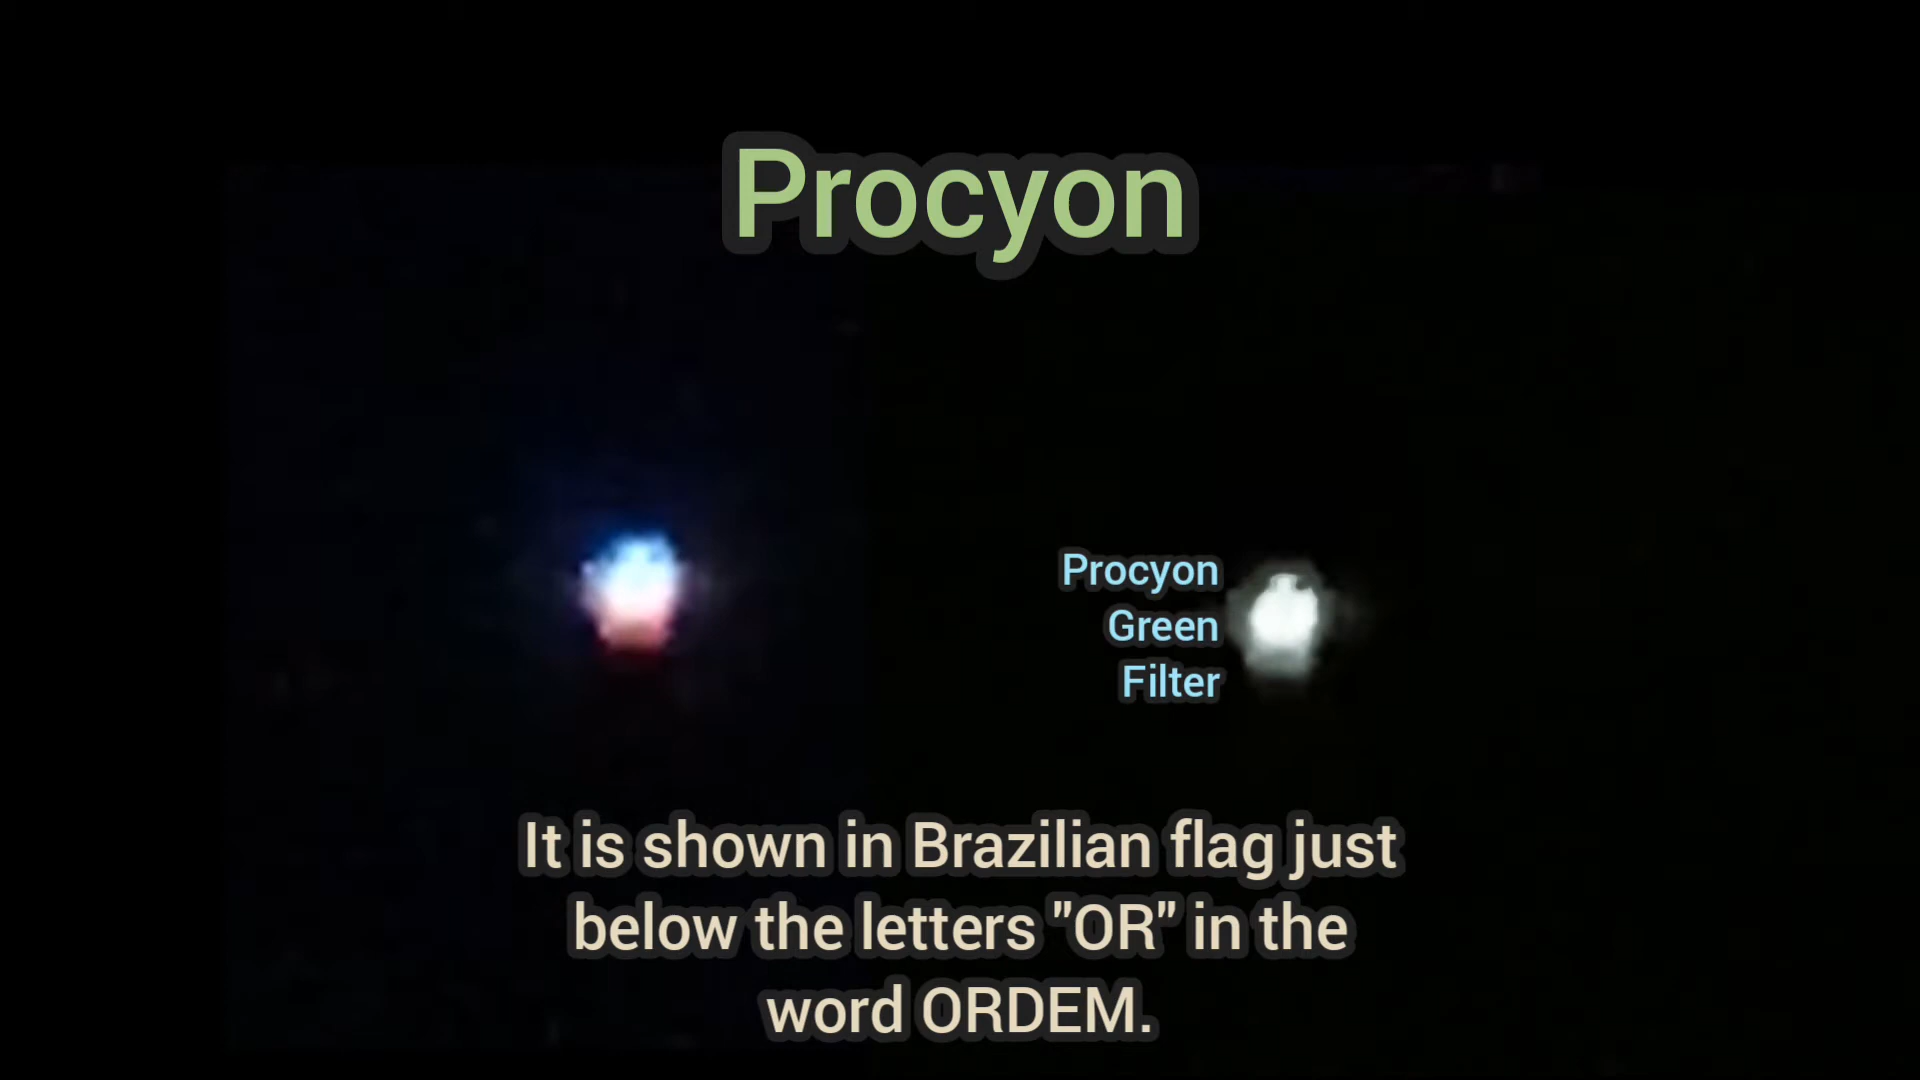 Procyon
Procyon
Green
Filter
It is shown in Brazilian flag just
below the letters "OR" in the
word ORDEM.